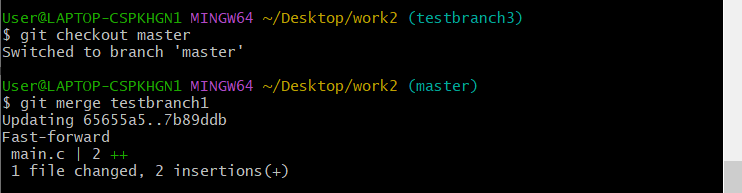 User@LAPTOP-CSPKHGN1 MINGW64 ~/Desktop/work2 (testbranch3)
$ git checkout master
Switched to branch 'master'
User@LAPTOP-CSPKHGN1 MINGW64 ~/Desktop/work2 (master)
$ git merge testbranch1
Updating 65655a5..7b89ddb
Fast-forward
 main.c | 2 ++
 1 file changed, 2 insertions(+)